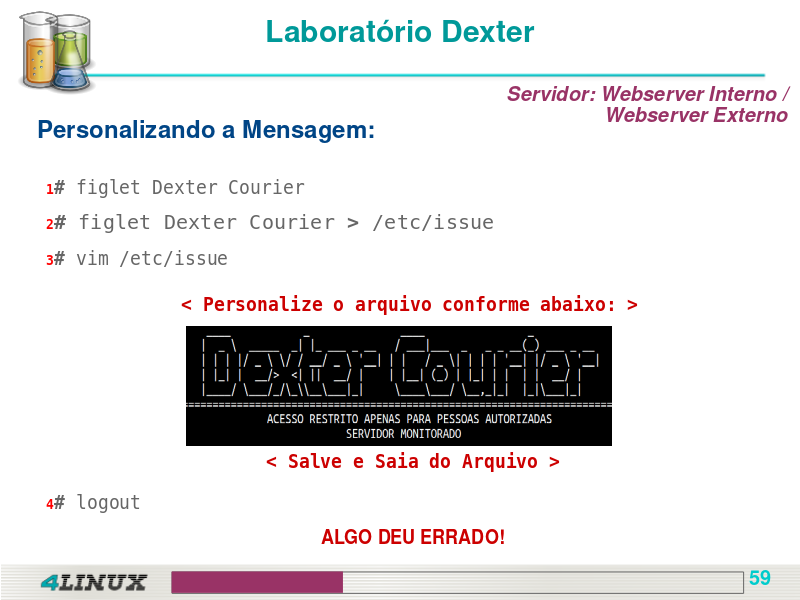 Laboratório Dexter
Servidor: Webserver Interno /
Webserver Externo
Personalizando a Mensagem:
1# figlet Dexter Courier
2# figlet Dexter Courier > /etc/issue
3# vim /etc/issue
< Personalize o arquivo conforme abaixo: >
Dexter Courier
ACESSO RESTRITO APENAS PARA PESSOAS AUTORIZADAS
SERVIDOR MONITORADO
< Salve e Saia do Arquivo >
4# logout
ALGO DEU ERRADO!
4LINUX
59